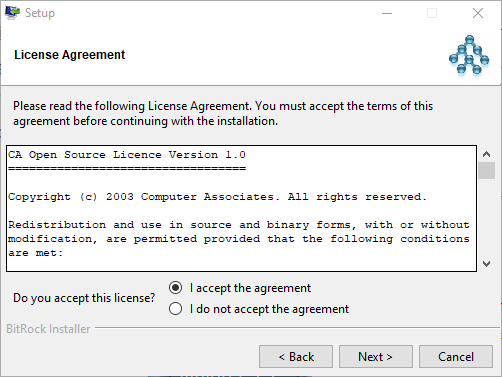 Setup
License Agreement
Please read the following License Agreement. You must accept the terms of this
agreement before continuing with the installation.
CA Open Source Licence Version 1.0
==================================
Copyright (c) 2003 Computer Associates. All rights reserved.
Redistribution and use in source and binary forms, with or without
modification, are permitted provided that the following conditions
are met:
Do you accept this license?
I accept the agreement
I do not accept the agreement
BitRock Installer
< Back
Next >
Cancel